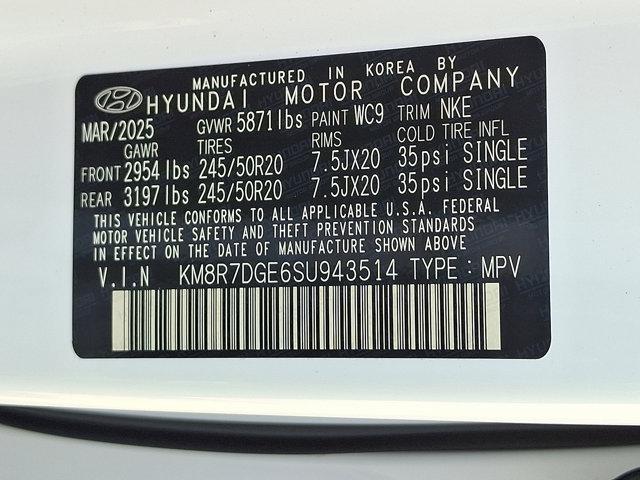 MANUFACTURED IN KOREA BY
HYUNDAI MOTOR COMPANY
MAR/2025 GVWR 5871lbs PAINT WC9 TRIM NKE
GAWR TIRES RIMS COLD TIRE INFL
FRONT 2954lbs 245/50R20 7.5JX20 35psi SINGLE
REAR 3197lbs 245/50R20 7.5JX20 35psi SINGLE
THIS VEHICLE CONFORMS TO ALL APPLICABLE U.S.A. FEDERAL
MOTOR VEHICLE SAFETY AND THEFT PREVENTION STANDARDS
IN EFFECT ON THE DATE OF MANUFACTURE SHOWN ABOVE
V.I.N KM8R7DGE6SU943514 TYPE : MPV